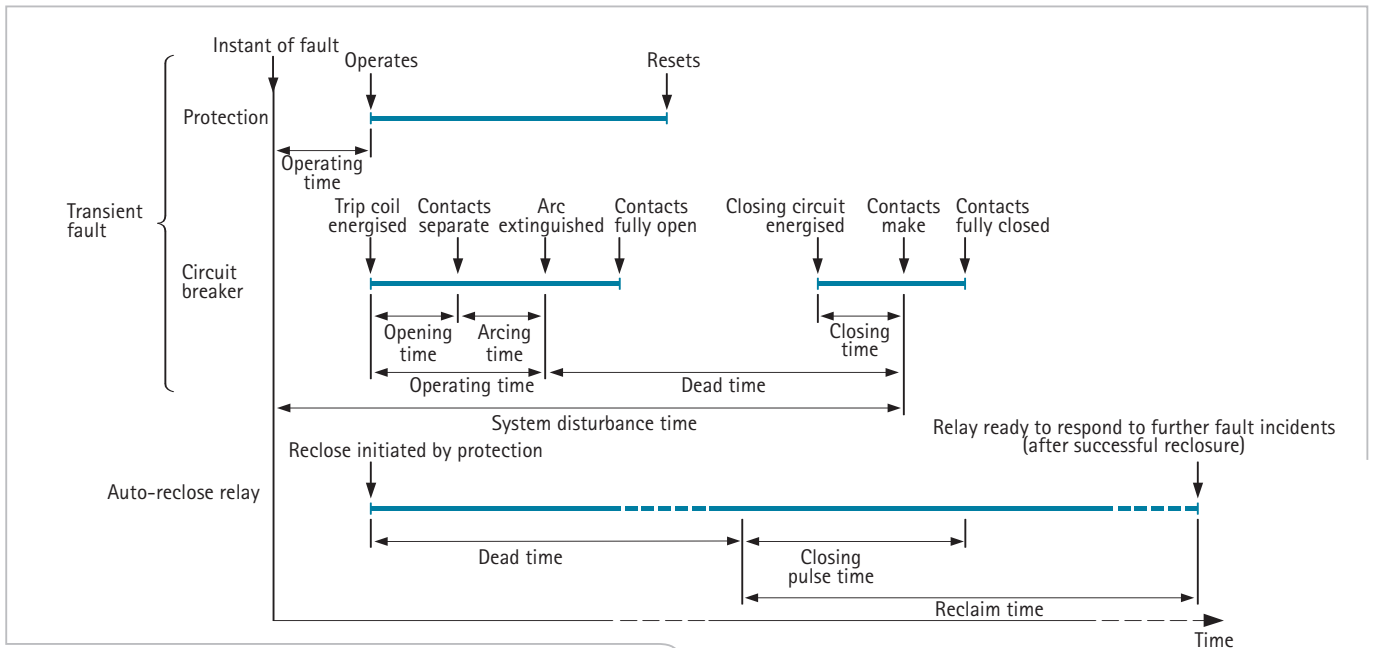 Instant of fault
Operates
Resets
Protection
Operating
time
Transient
fault
Trip coil
energised
Contacts
separate
Arc
extinguished
Contacts
fully open
Closing circuit
energised
Contacts
make
Contacts
fully closed
Circuit
breaker
Opening
time
Arcing
time
Closing
time
Operating time
Dead time
System disturbance time
Relay ready to respond to further fault incidents
(after successful reclosure)
Reclose initiated by protection
Auto-reclose relay
Dead time
Closing
pulse time
Reclaim time
Time